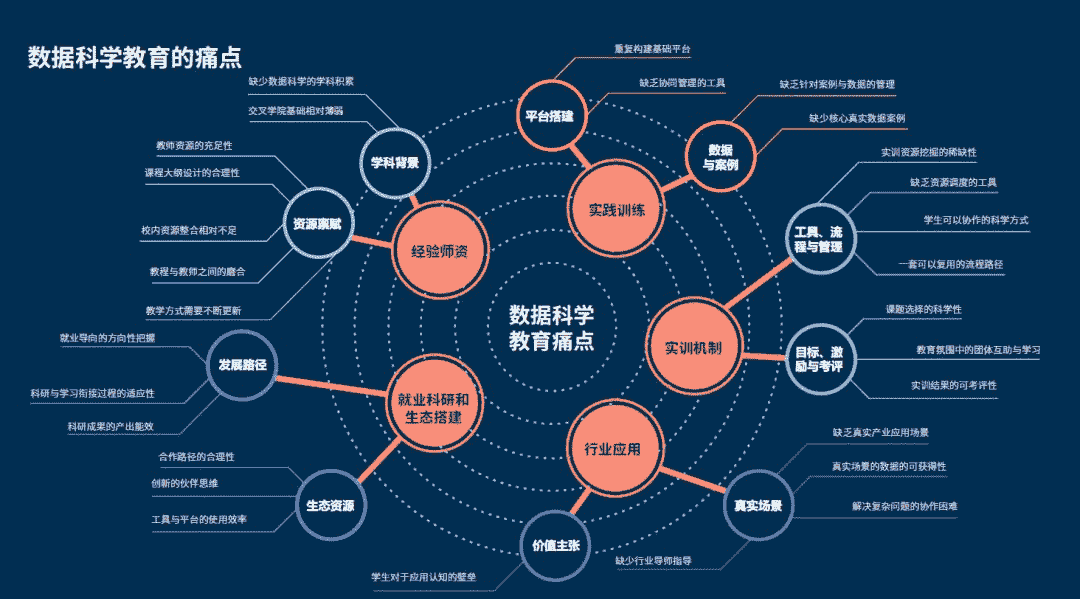 数据科学教育的痛点
数据科学
教育痛点
经验师资
学科背景
缺少数据科学的学科积累
交叉学院基础相对薄弱
资源禀赋
教师资源的充足性
课程大纲设计的合理性
校内资源整合相对不足
教程与教师之间的磨合
教学方式需要不断更新
实践训练
平台搭建
重复构建基础平台
缺乏协同管理的工具
数据
与案例
缺乏针对案例与数据的管理
缺少核心真实数据案例
实训机制
工具、流
程与管理
实训资源挖掘的稀缺性
缺乏资源调度的工具
学生可以协作的科学方式
一套可以复用的流程路径
目标、激
励与考评
课题选择的科学性
教育氛围中的团体互助与学习
实训结果的可考评性
行业应用
真实场景
缺乏真实产业应用场景
真实场景的数据的可获得性
解决复杂问题的协作困难
缺少行业导师指导
价值主张
学生对于应用认知的壁垒
就业科研和
生态搭建
发展路径
就业导向的方向性把握
科研与学习衔接过程的适应性
科研成果的产出能效
生态资源
合作路径的合理性
创新的伙伴思维
工具与平台的使用效率